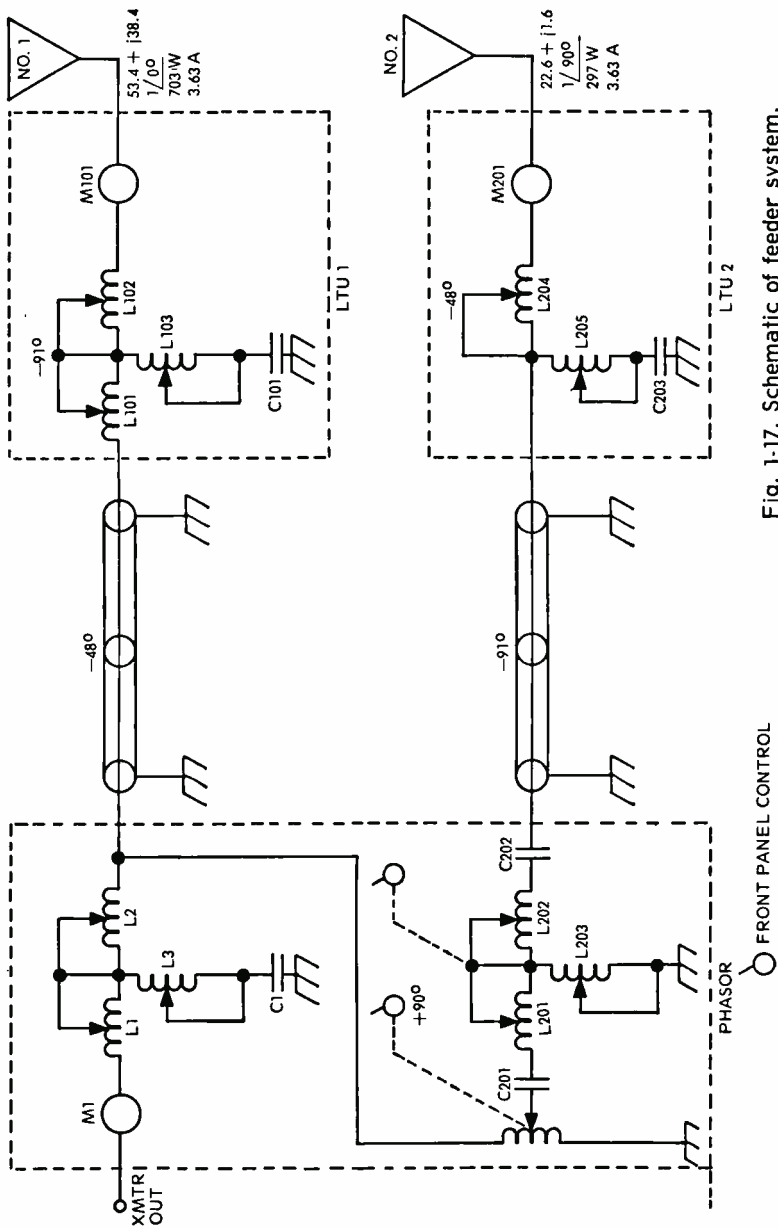 NO. 1
53.4 + j38.4
1/0°
703 W
3.63 A
M101
L102
−91°
L103
L101
C101
LTU 1
−48°
L2
L3
L1
C1
M1
XMTR
OUT
NO. 2
22.6 + j1.6
1/ 90°
297 W
3.63 A
M201
−48°
L204
L205
C203
LTU 2
−91°
C202
L202
L203
L201
+90°
C201
PHASOR
FRONT PANEL CONTROL
Fig. 1-17. Schematic of feeder system.